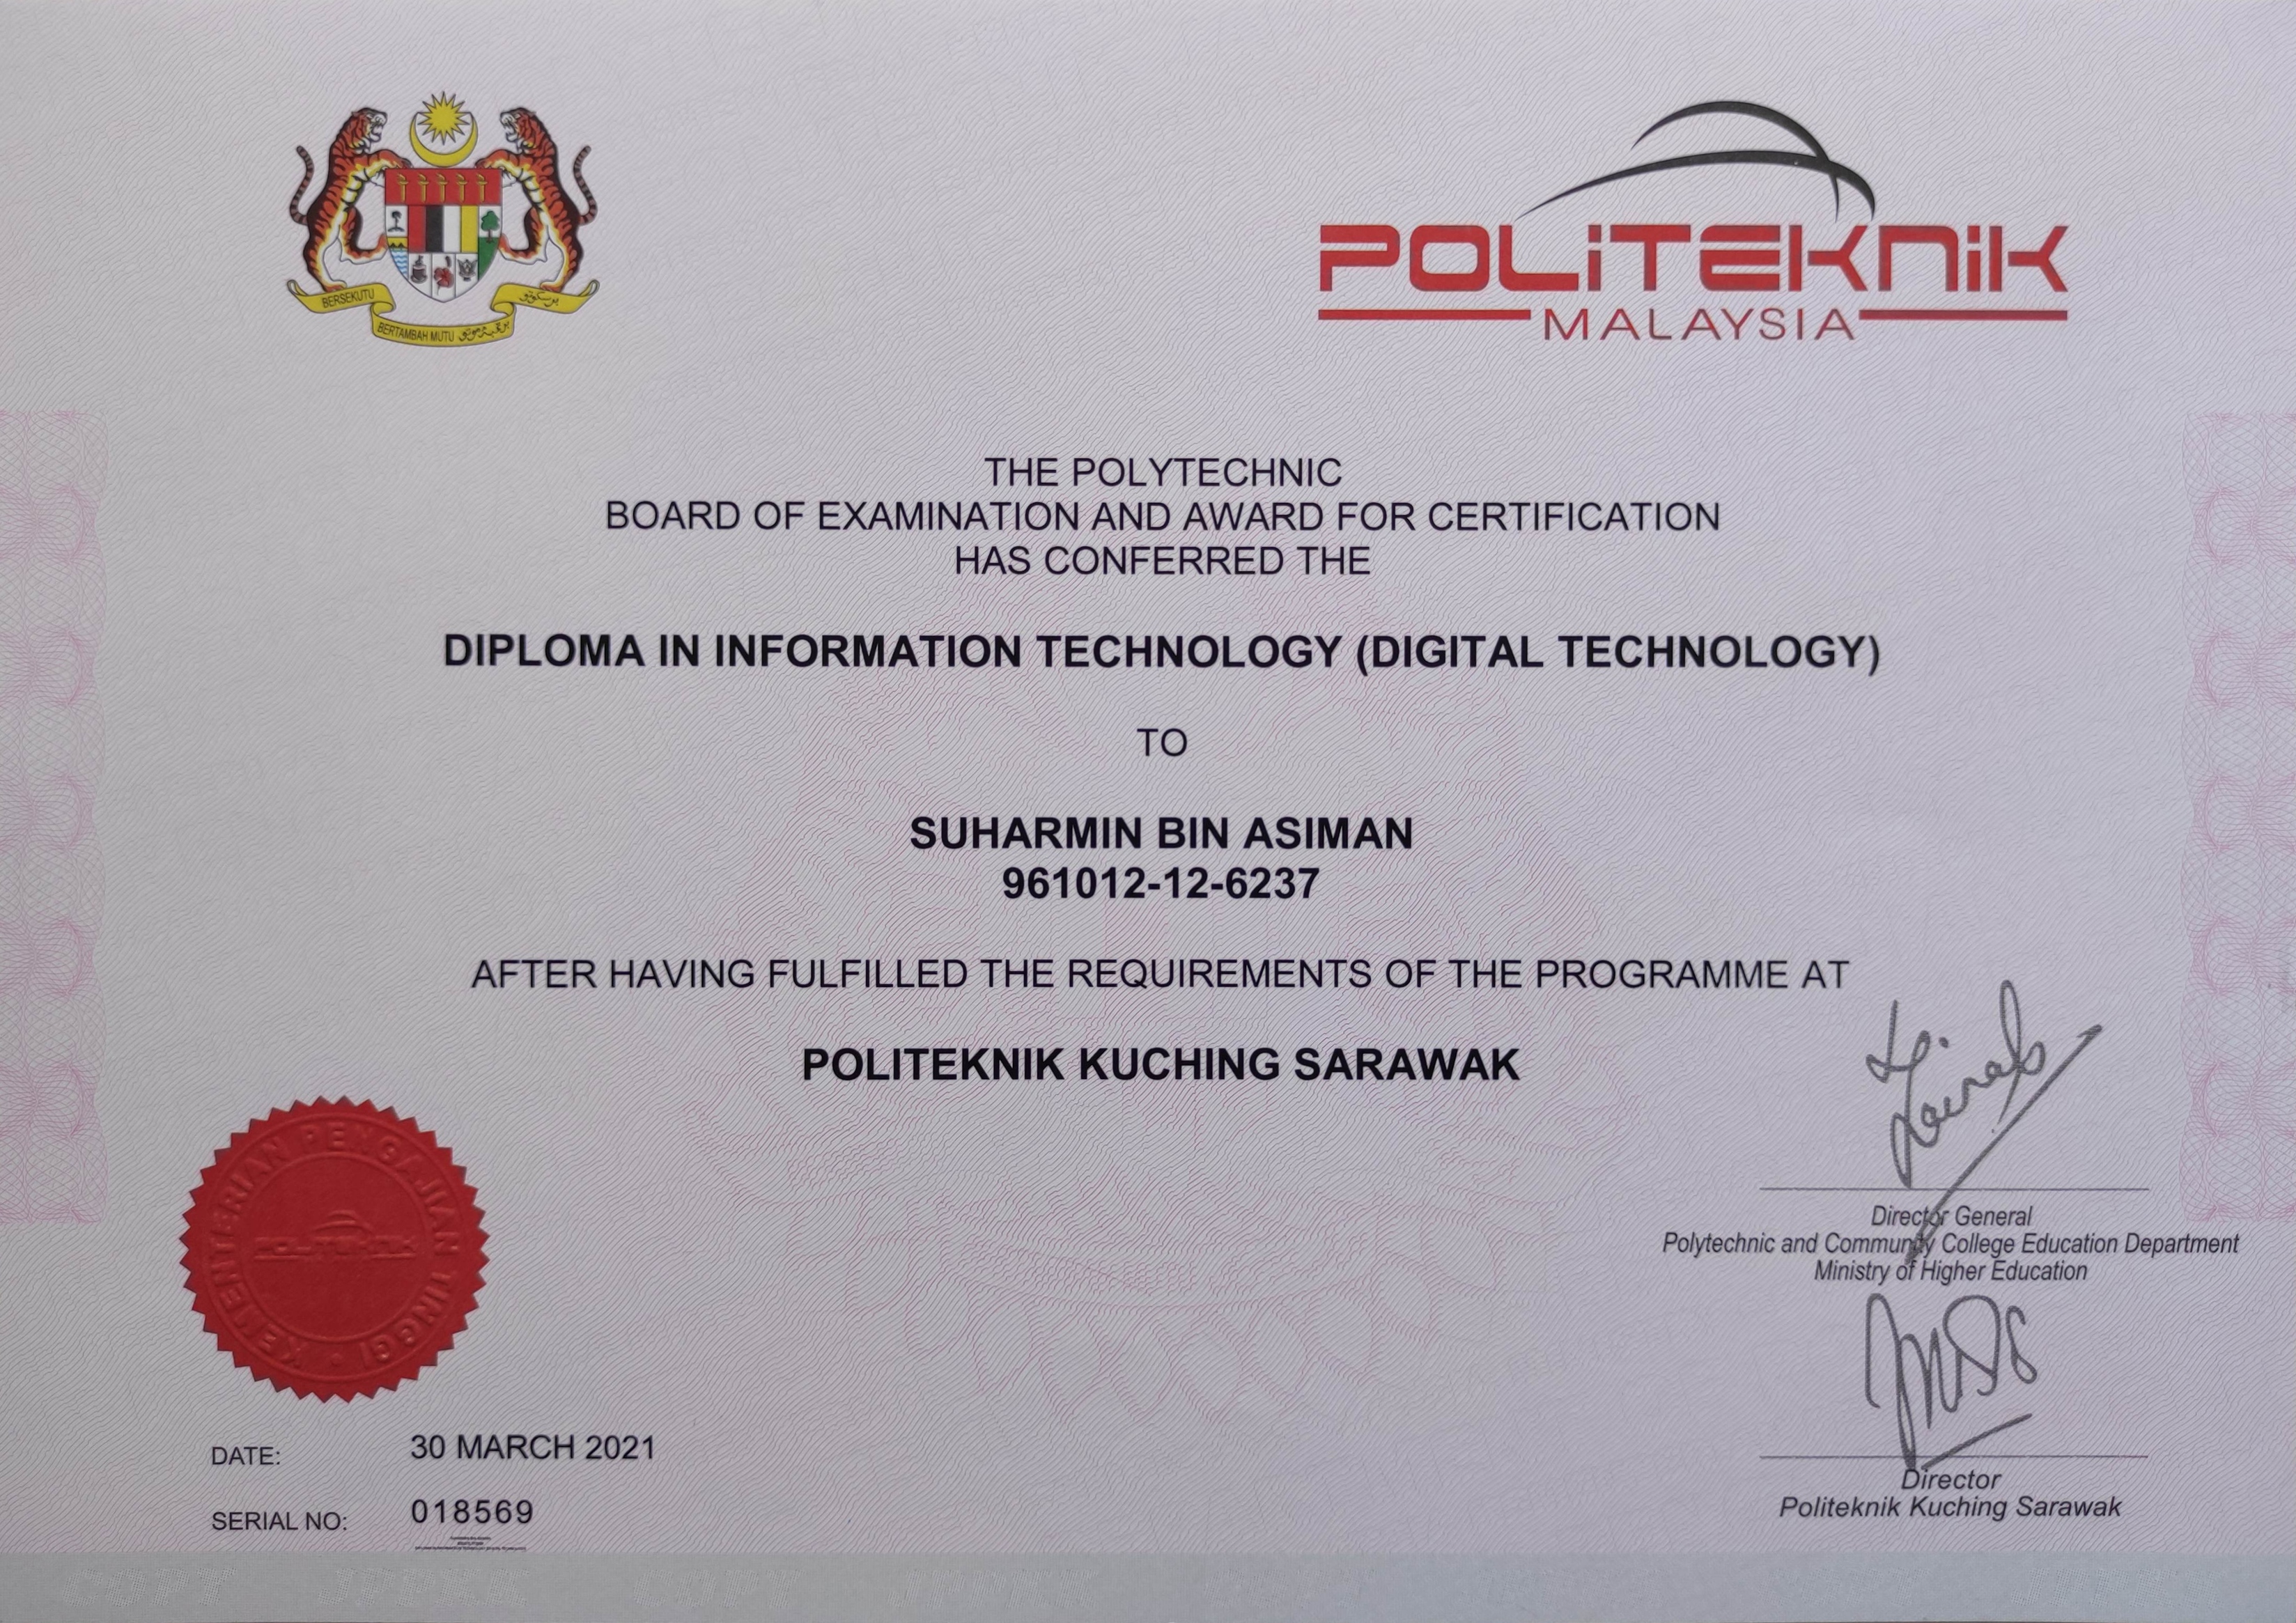 BERSEKUTU
BERTAMBAH MUTU
POLITEKNIK
MALAYSIA
THE POLYTECHNIC
BOARD OF EXAMINATION AND AWARD FOR CERTIFICATION
HAS CONFERRED THE
DIPLOMA IN INFORMATION TECHNOLOGY (DIGITAL TECHNOLOGY)
TO
SUHARMIN BIN ASIMAN
961012-12-6237
AFTER HAVING FULFILLED THE REQUIREMENTS OF THE PROGRAMME AT
POLITEKNIK KUCHING SARAWAK
KEMENTERIAN PENGAJIAN TINGGI
POLITEKNIK
Director General
Polytechnic and Community College Education Department
Ministry of Higher Education
DATE: 30 MARCH 2021
SERIAL NO: 018569
Director
Politeknik Kuching Sarawak